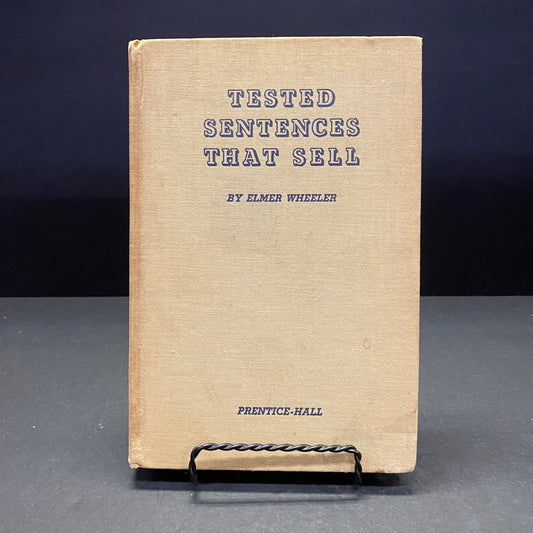 TESTED
SENTENCES
THAT SELL
BY ELMER WHEELER
PRENTICE-HALL